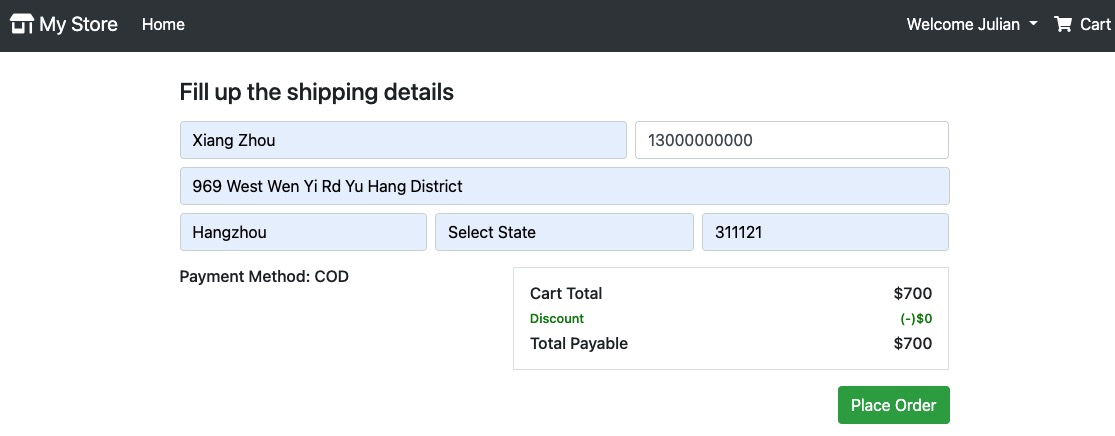 My Store Home Welcome Julian Cart
Fill up the shipping details
Xiang Zhou 13000000000
969 West Wen Yi Rd Yu Hang District
Hangzhou Select State 311121
Payment Method: COD
Cart Total $700
Discount (-)$0
Total Payable $700
Place Order